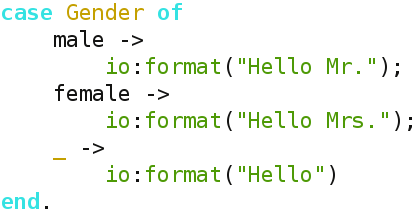 case Gender of
    male ->
        io:format("Hello Mr.");
    female ->
        io:format("Hello Mrs.");
    _ ->
        io:format("Hello")
end.